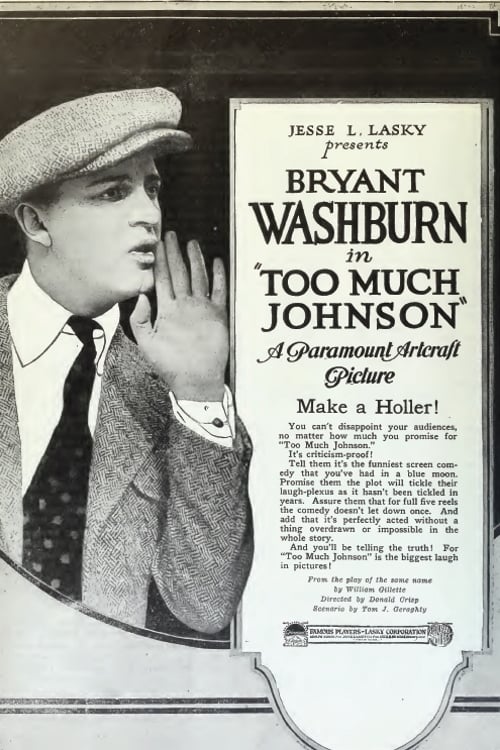 JESSE L. LASKY
presents
BRYANT
WASHBURN
in
"TOO MUCH
JOHNSON"
A Paramount Artcraft
Picture
Make a Holler!
You can't disappoint your audiences,
no matter how much you promise for
"Too Much Johnson."
It's criticism-proof!
Tell them it's the funniest screen com-
edy that you've had in a blue moon.
Promise them the plot will tickle their
laugh-plexus as it hasn't been tickled in
years. Assure them that for full five reels
the comedy doesn't let down once. And
add that it's perfectly acted without a
thing overdrawn or impossible in the
whole story.
And you'll be telling the truth! For
"Too Much Johnson" is the biggest laugh
in pictures!
From the play of the same name
by William Gillette
Directed by Donald Crisp
Scenario by Tom J. Geraghty
FAMOUS PLAYERS-LASKY CORPORATION